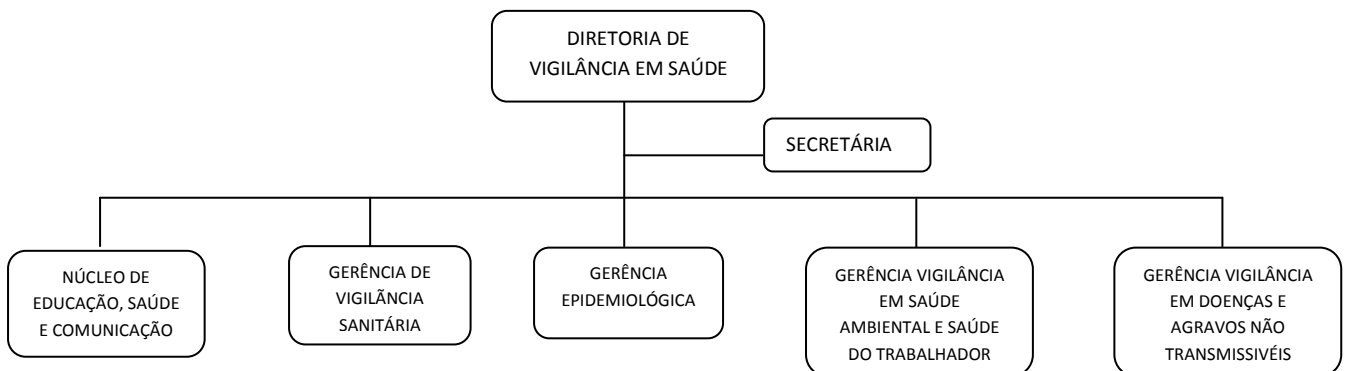 DIRETORIA DE
VIGILÂNCIA EM SAÚDE
SECRETÁRIA
NÚCLEO DE
EDUCAÇÃO, SAÚDE
E COMUNICAÇÃO
GERÊNCIA DE
VIGILÃNCIA
SANITÁRIA
GERÊNCIA
EPIDEMIOLÓGICA
GERÊNCIA VIGILÂNCIA
EM SAÚDE
AMBIENTAL E SAÚDE
DO TRABALHADOR
GERÊNCIA VIGILÂNCIA
EM DOENÇAS E
AGRAVOS NÃO
TRANSMISSIVÉIS